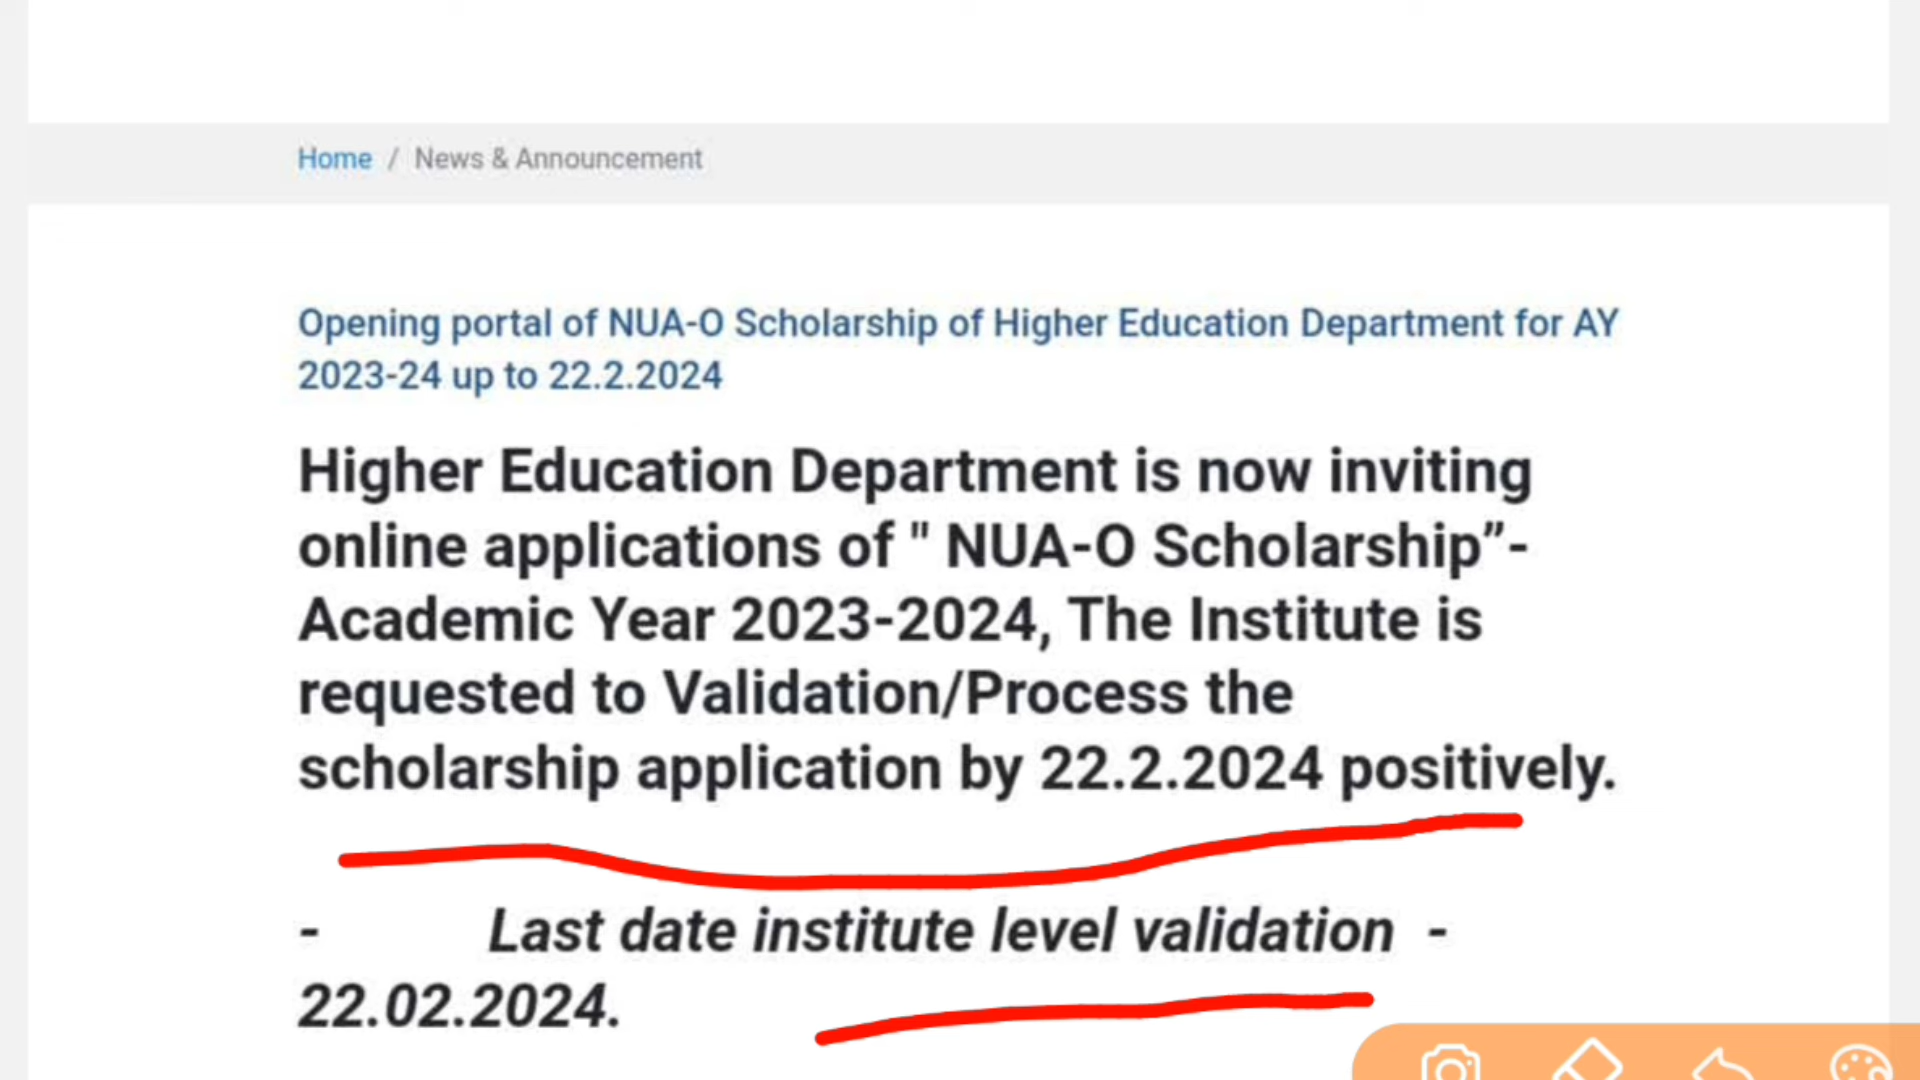 Home / News & Announcement
Opening portal of NUA-O Scholarship of Higher Education Department for AY
2023-24 up to 22.2.2024
Higher Education Department is now inviting
online applications of " NUA-O Scholarship”-
Academic Year 2023-2024, The Institute is
requested to Validation/Process the
scholarship application by 22.2.2024 positively.
- Last date institute level validation -
22.02.2024.